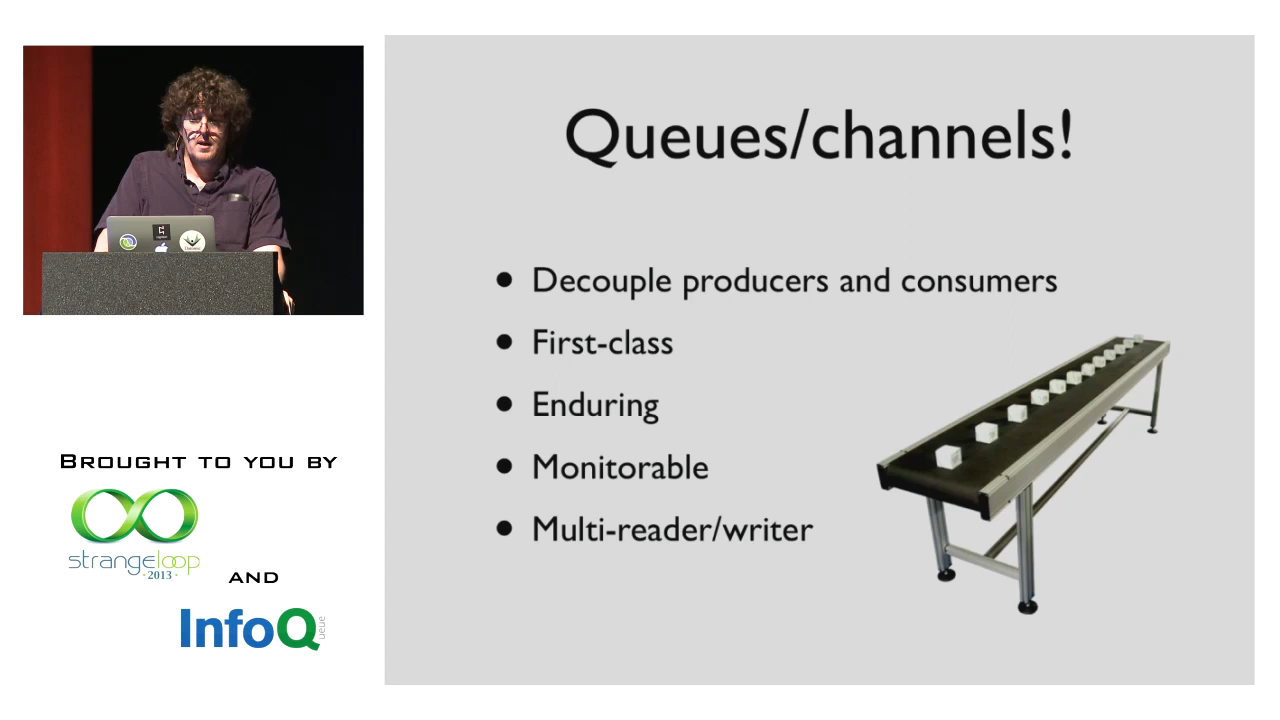 Queues/channels!
• Decouple producers and consumers
• First-class
• Enduring
• Monitorable
• Multi-reader/writer
BROUGHT TO YOU BY
strangeloop
·2013·
AND
InfoQ
ueue